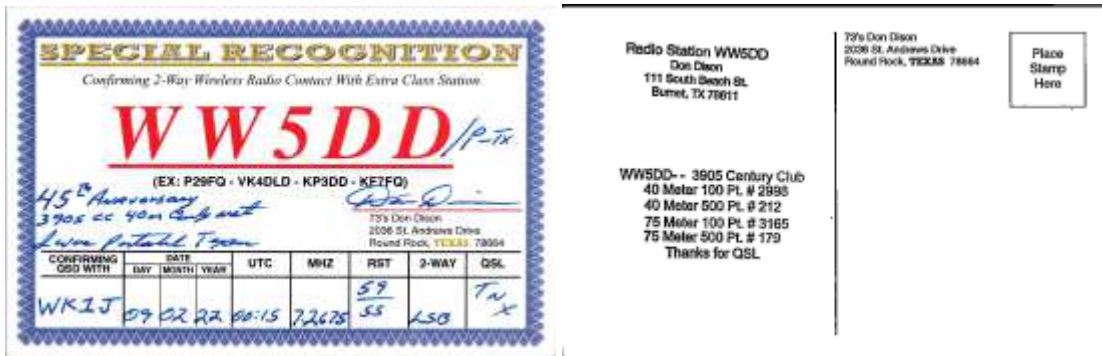 SPECIAL RECOGNITION
Confirming 2-Way Wireless Radio Contact With Extra Class Station
WW5DD/P-TX
(EX: P29FQ - VK4DLD - KP3DD - KF7FQ)
45th Anniversary
3905 CC 40m
73's Don Dison
2036 St. Andrews Drive
Round Rock, TEXAS 78664
CONFIRMING QSO WITH DATE DAY MONTH YEAR UTC MHZ RST 2-WAY QSL
WK1J 09 02 22 00:15 7.2675 59/55 LSB TNX
Radio Station WW5DD
Don Dison
111 South Beach St.
Burnet, TX 78611
WW5DD-- 3905 Century Club
40 Meter 100 Pt. # 2998
40 Meter 500 Pt. # 212
75 Meter 100 Pt. # 3165
75 Meter 500 Pt. # 179
Thanks for QSL
73's Don Dison
2036 St. Andrews Drive
Round Rock, TEXAS 78664
Place
Stamp
Here